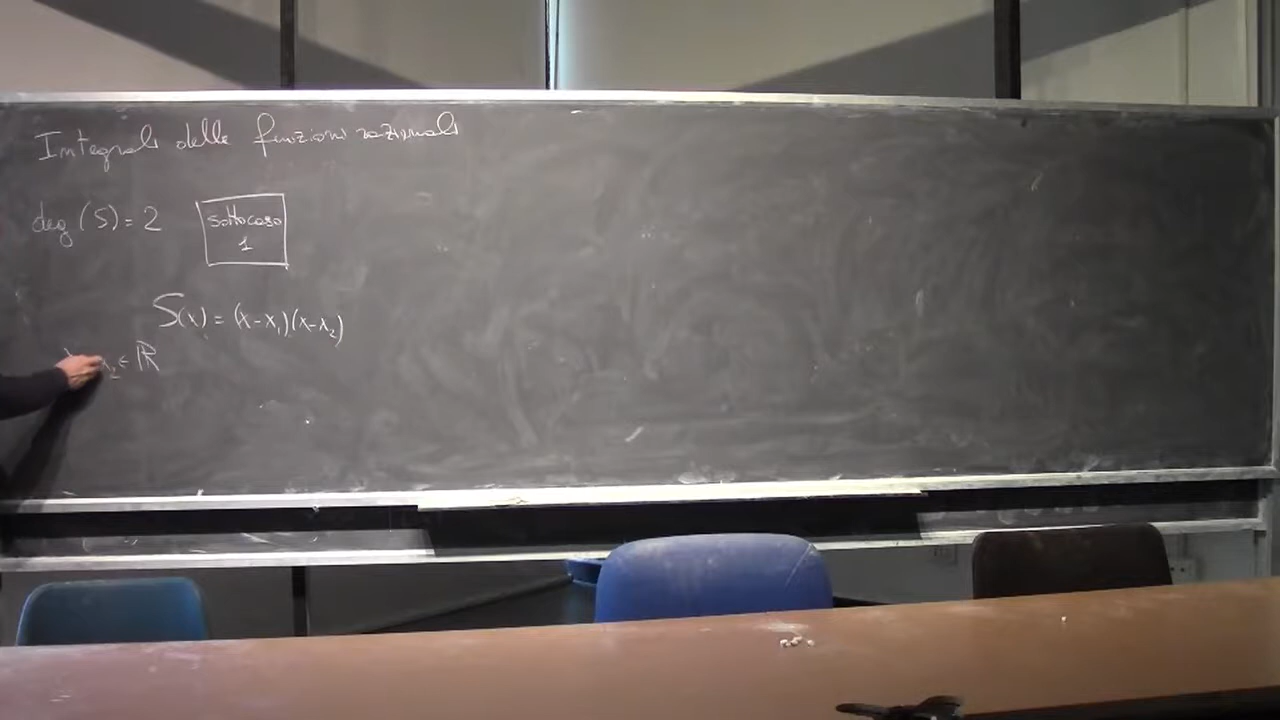 Integrali delle funzioni razionali
deg (S) = 2 sottocaso
1
S(x) = (x-x₁)(x-x₂)
x₂ ∈ ℝ